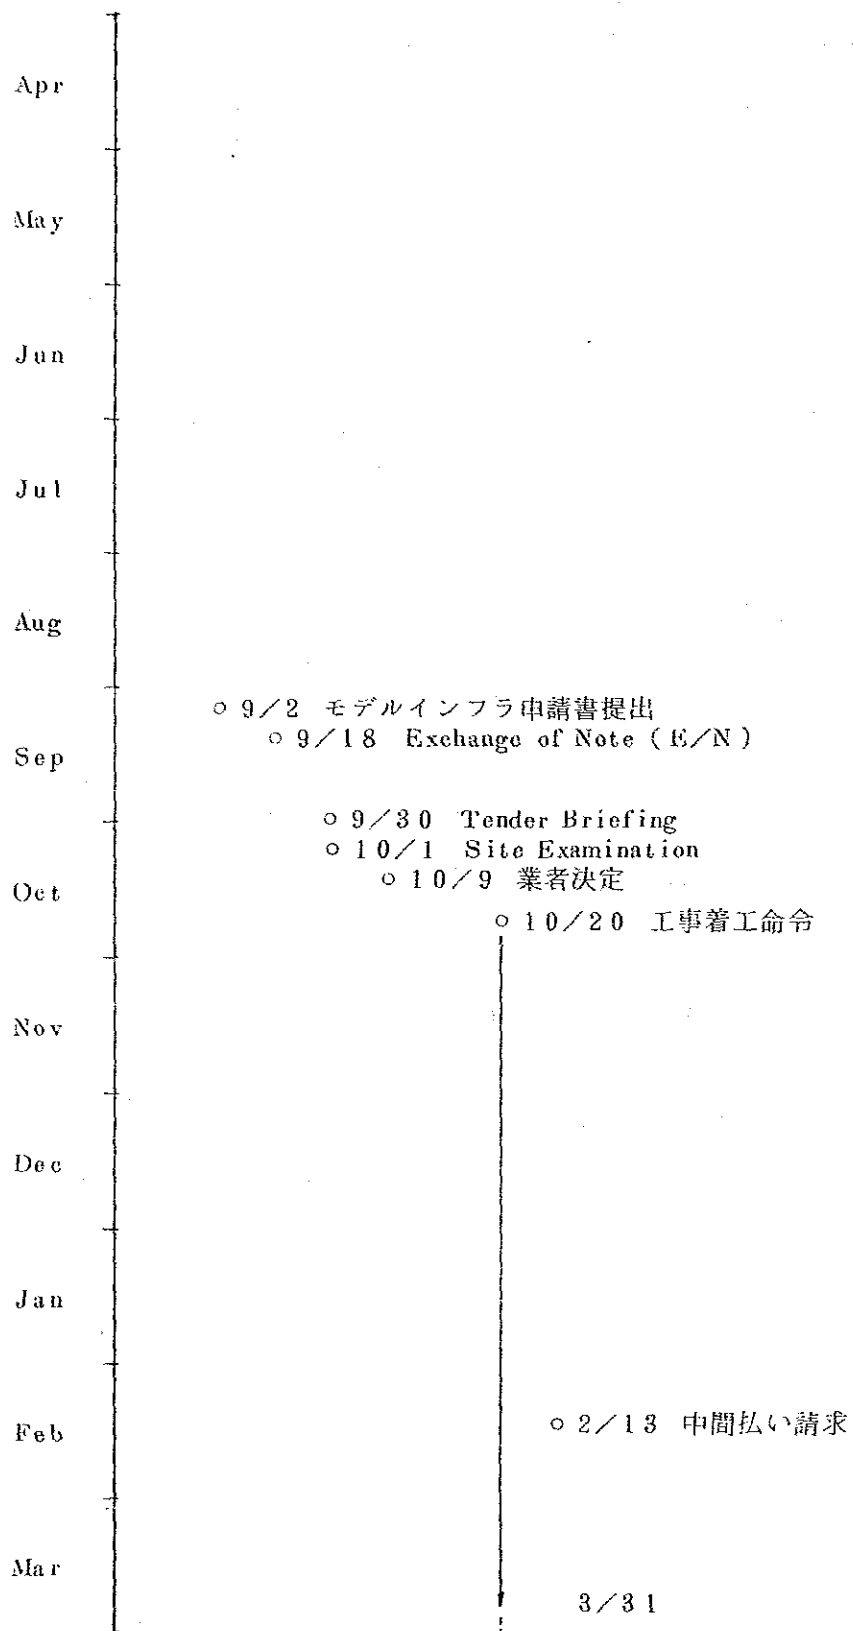 Apr
May
Jun
Jul
Aug
○ 9/2 モデルインフラ申請書提出
○ 9/18 Exchange of Note (E/N)
Sep
○ 9/30 Tender Briefing
○ 10/1 Site Examination
○ 10/9 業者決定
Oct
○ 10/20 工事着工命令
Nov
Dec
Jan
○ 2/13 中間払い請求
Feb
Mar
3/31